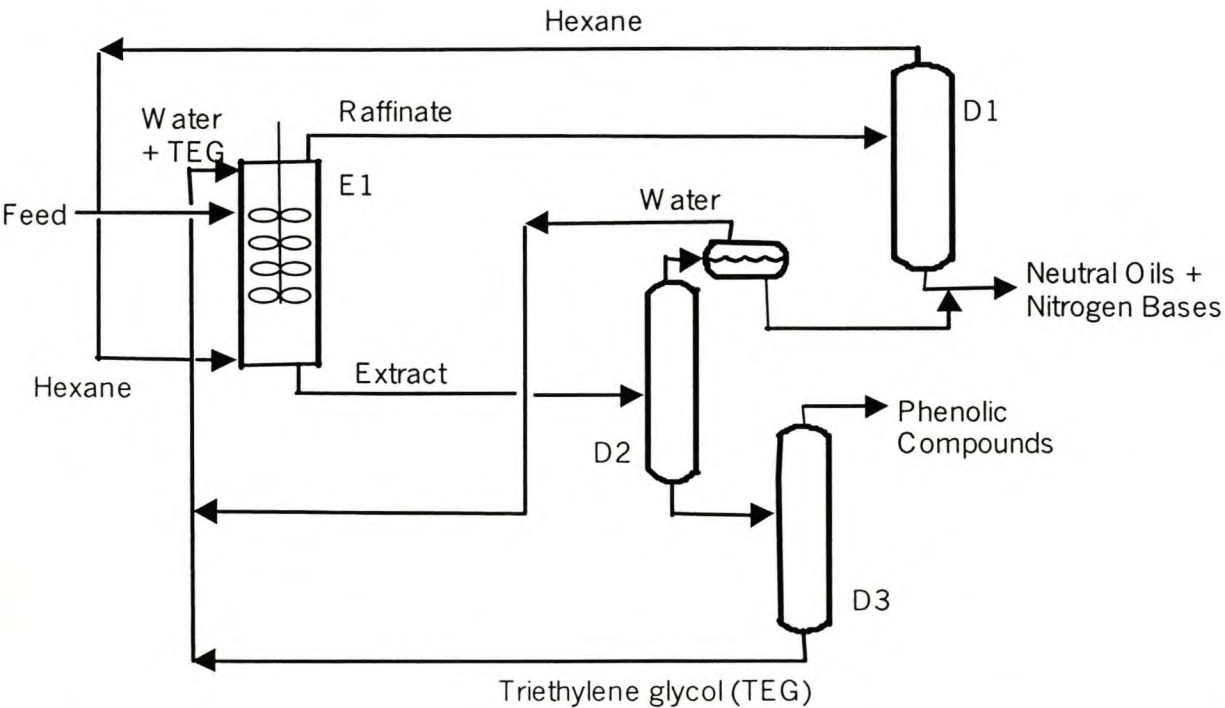 Hexane
D1
Raffinate
Water
+ TEG
E1
Feed
Water
Neutral Oils +
Nitrogen Bases
Hexane
Extract
D2
Phenolic
Compounds
D3
Triethylene glycol (TEG)